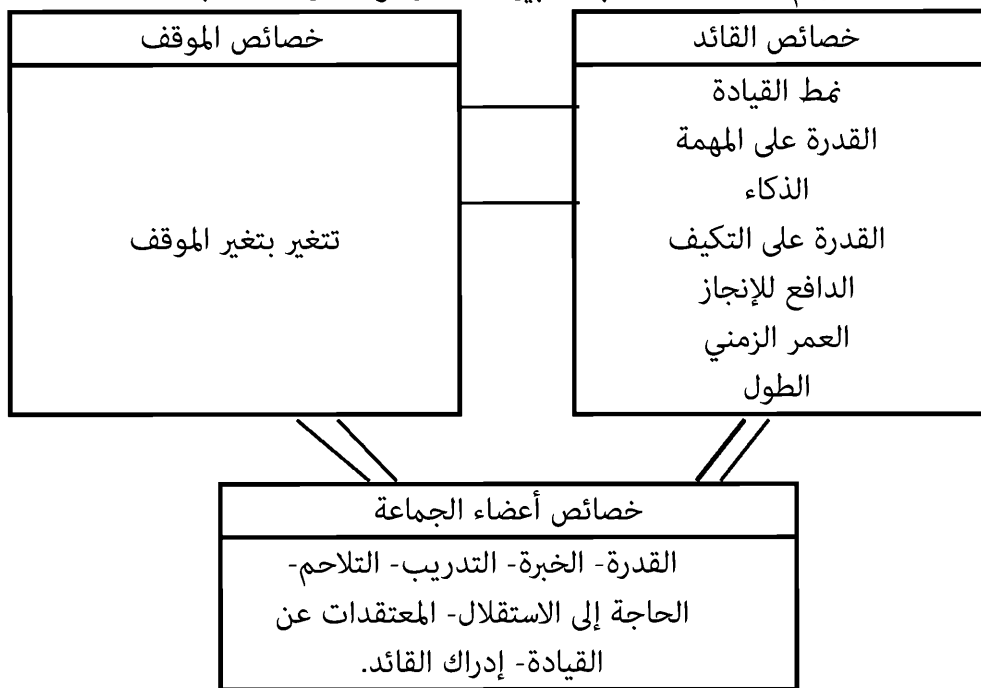 خصائص القائد
نمط القيادة
القدرة على المهمة
الذكاء
القدرة على التكيف
الدافع للإنجاز
العمر الزمني
الطول
خصائص الموقف
تتغير بتغير الموقف
خصائص أعضاء الجماعة
القدرة- الخبرة- التدريب- التلاحم-
الحاجة إلى الاستقلال- المعتقدات عن
القيادة- إدراك القائد.